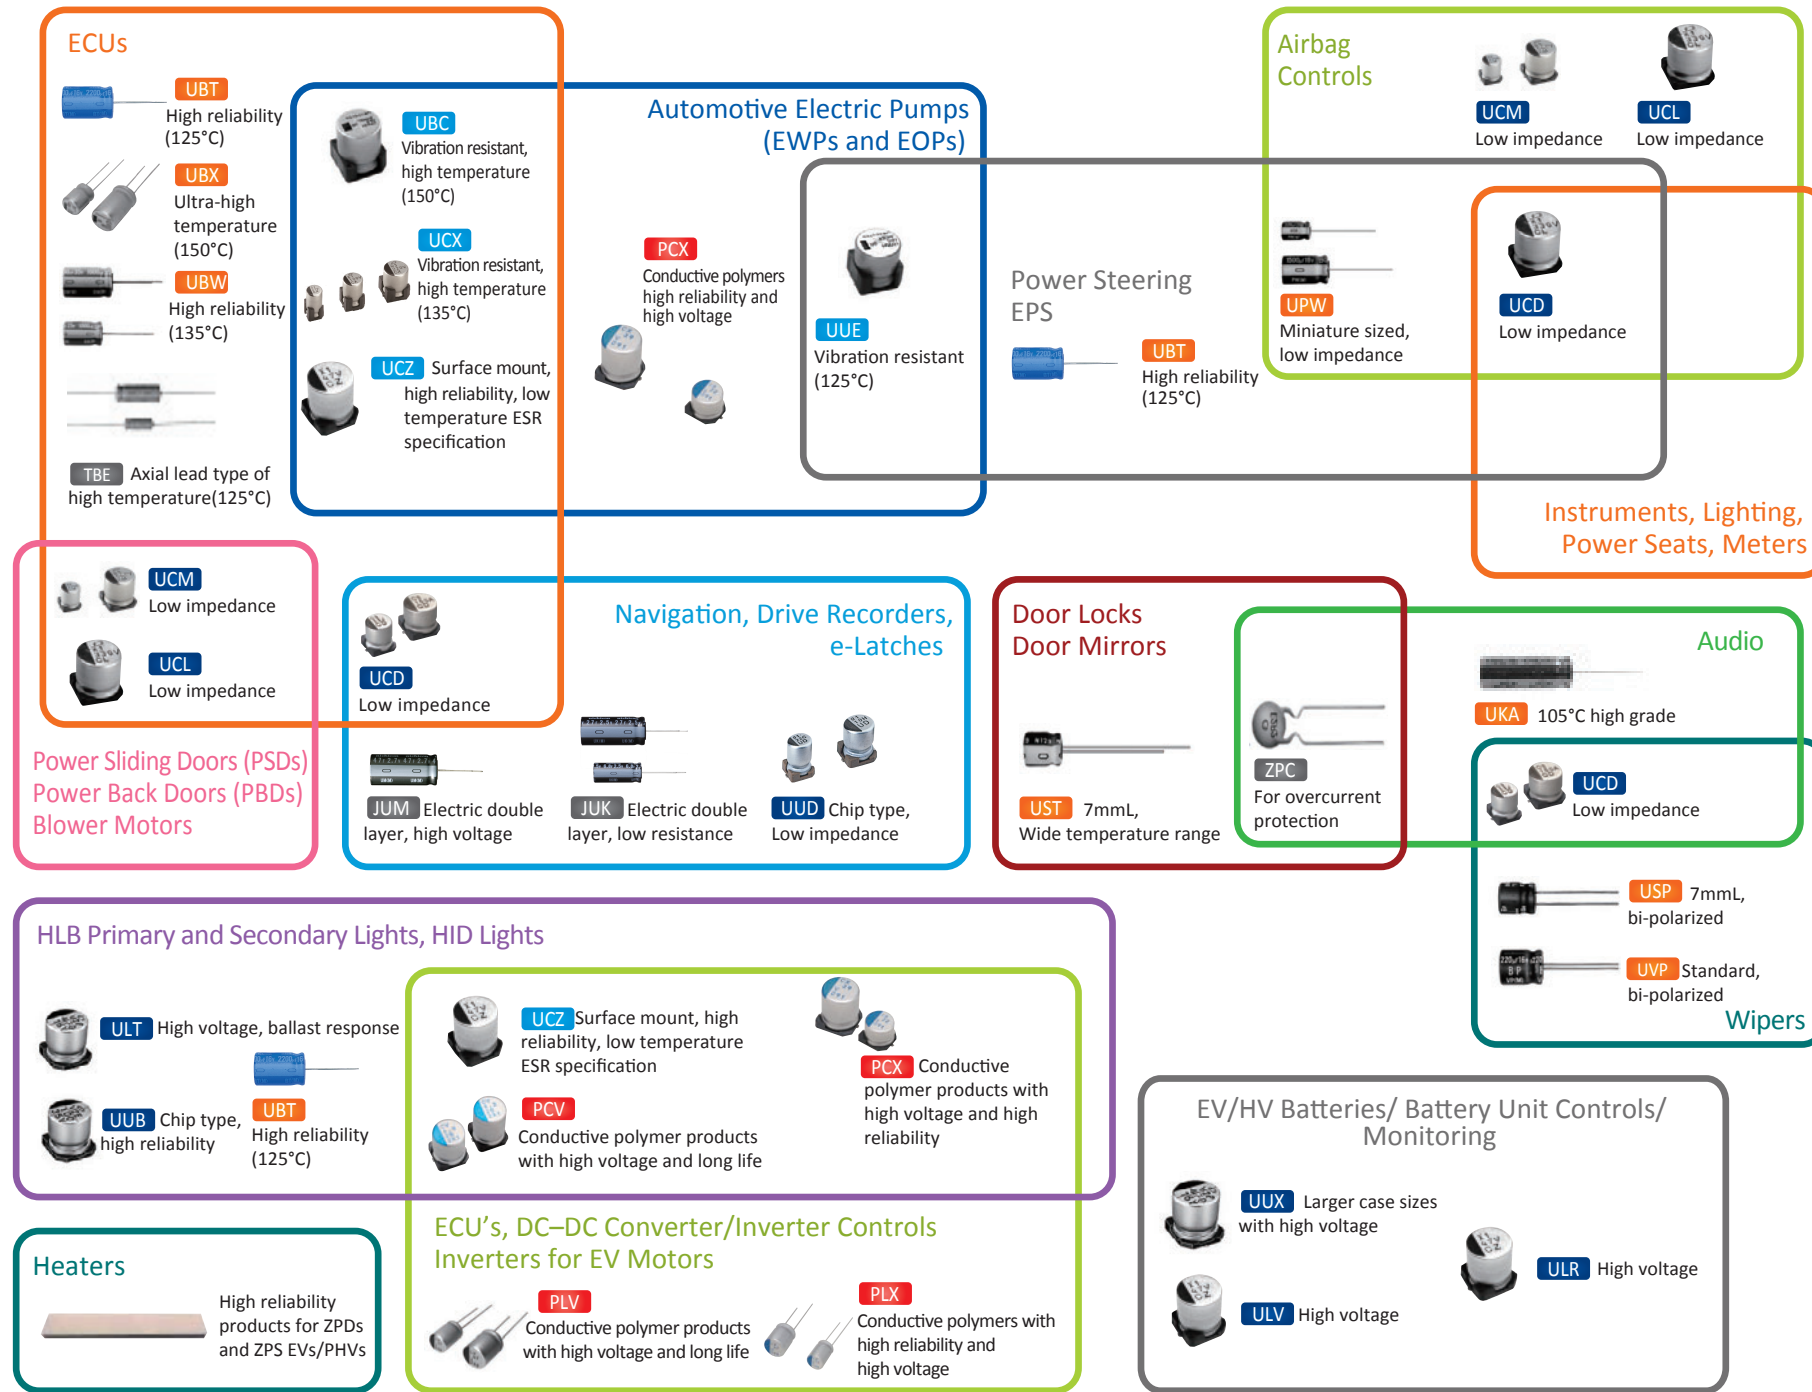 ECUs
UBT
High reliability
(125°C)
UBX
Ultra-high
temperature
(150°C)
UBW
High reliability
(135°C)
TBE Axial lead type of
high temperature(125°C)
Automotive Electric Pumps
(EWPs and EOPs)
UBC
Vibration resistant,
high temperature
(150°C)
UCX
Vibration resistant,
high temperature
(135°C)
UCZ Surface mount,
high reliability, low
temperature ESR
specification
PCX
Conductive polymers
high reliability and
high voltage
UUE
Vibration resistant
(125°C)
Power Steering
EPS
UBT
High reliability
(125°C)
Airbag
Controls
UCM
Low impedance
UCL
Low impedance
UPW
Miniature sized,
low impedance
UCD
Low impedance
Instruments, Lighting,
Power Seats, Meters
UCM
Low impedance
UCL
Low impedance
Power Sliding Doors (PSDs)
Power Back Doors (PBDs)
Blower Motors
Navigation, Drive Recorders,
e-Latches
UCD
Low impedance
JUM Electric double
layer, high voltage
JUK Electric double
layer, low resistance
UUD Chip type,
Low impedance
Door Locks
Door Mirrors
UST 7mmL,
Wide temperature range
ZPC
For overcurrent
protection
Audio
UKA 105°C high grade
UCD
Low impedance
USP 7mmL,
bi-polarized
UVP Standard,
bi-polarized
Wipers
HLB Primary and Secondary Lights, HID Lights
ULT High voltage, ballast response
UUB Chip type,
high reliability
UBT
High reliability
(125°C)
UCZ Surface mount, high
reliability, low temperature
ESR specification
PCV
Conductive polymer products
with high voltage and long life
PCX Conductive
polymer products with
high voltage and high
reliability
ECU's, DC–DC Converter/Inverter Controls
Inverters for EV Motors
PLV
Conductive polymer products
with high voltage and long life
PLX
Conductive polymers with
high reliability and
high voltage
Heaters
High reliability
products for ZPDs
and ZPS EVs/PHVs
EV/HV Batteries/ Battery Unit Controls/
Monitoring
UUX Larger case sizes
with high voltage
ULV High voltage
ULR High voltage